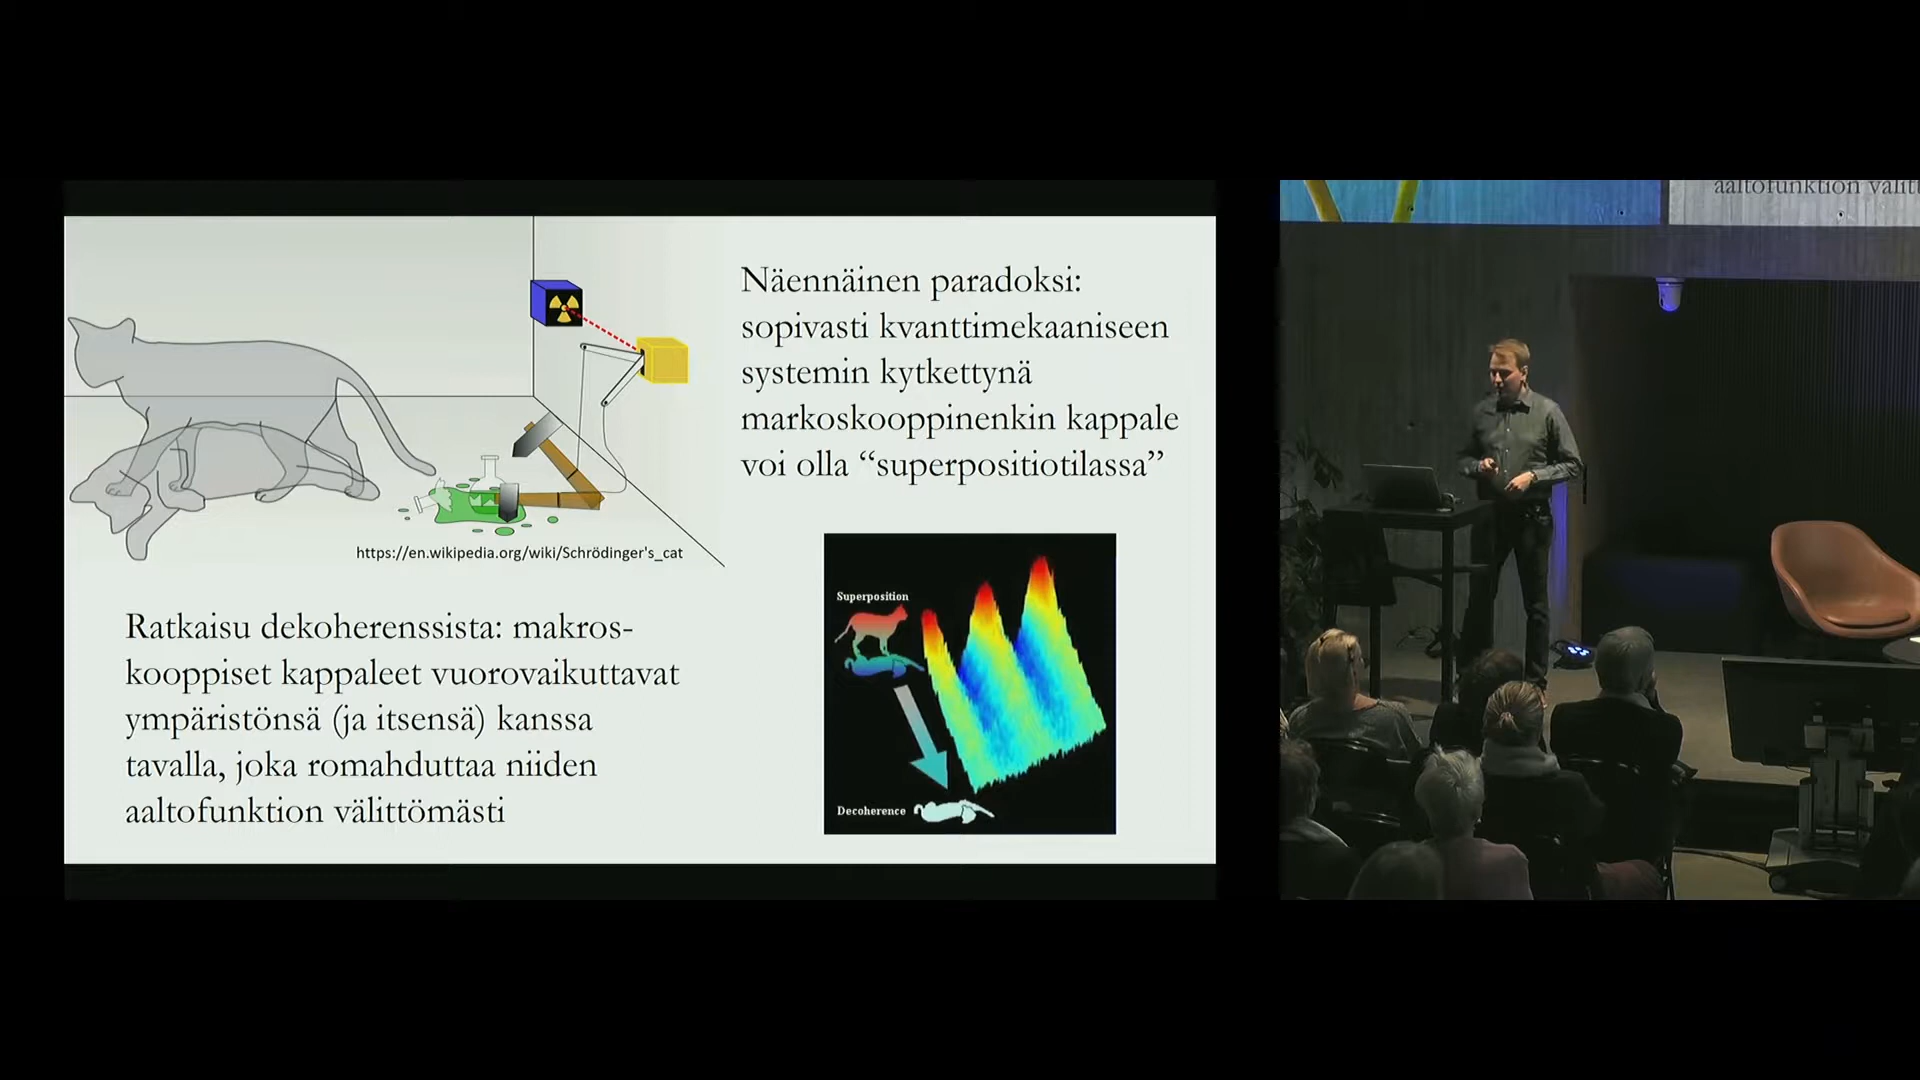 Näennäinen paradoksi:
sopivasti kvanttimekaaniseen
systemin kytkettynä
markoskooppinenkin kappale
voi olla “superpositiotilassa”
https://en.wikipedia.org/wiki/Schrödinger's_cat
Ratkaisu dekoherenssista: makros-
kooppiset kappaleet vuorovaikuttavat
ympäristönsä (ja itsensä) kanssa
tavalla, joka romahduttaa niiden
aaltofunktion välittömästi
Superposition
Decoherence
aaltofunktion välitt